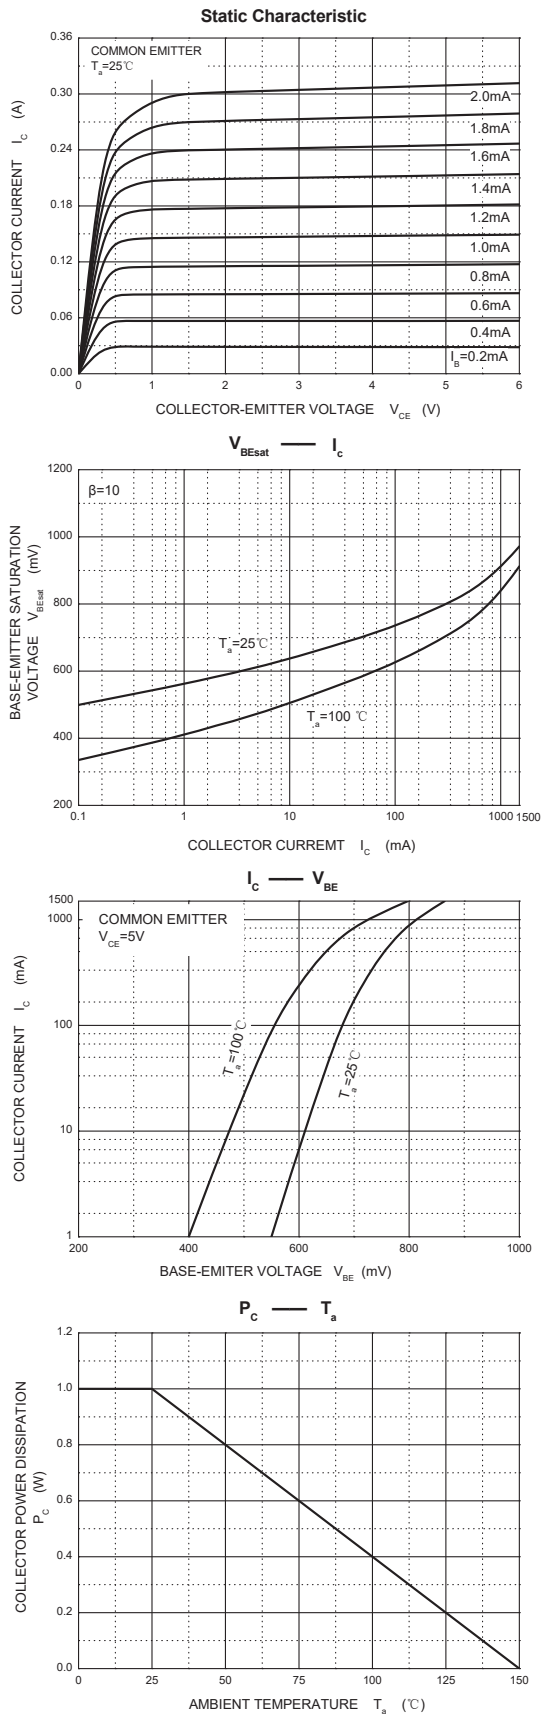 Static Characteristic
0.36
COMMON EMITTER
Ta=25℃
0.30
2.0mA
1.8mA
0.24
1.6mA
1.4mA
0.18
1.2mA
1.0mA
0.12
0.8mA
0.6mA
0.06
0.4mA
IB=0.2mA
0.00
COLLECTOR CURRENT IC (A)
0 1 2 3 4 5 6
COLLECTOR-EMITTER VOLTAGE VCE (V)
VBEsat —— IC
1200
β=10
1000
800
Ta=25℃
600
Ta=100 ℃
400
200
BASE-EMITTER SATURATION
VOLTAGE VBEsat (mV)
0.1 1 10 100 1000 1500
COLLECTOR CURREMT IC (mA)
IC —— VBE
1500
1000
COMMON EMITTER
VCE=5V
100
Ta=100℃
Ta=25℃
10
1
COLLECTOR CURRENT IC (mA)
200 400 600 800 1000
BASE-EMITER VOLTAGE VBE (mV)
PC —— Ta
1.2
1.0
0.8
0.6
0.4
0.2
0.0
COLLECTOR POWER DISSIPATION
PC (W)
0 25 50 75 100 125 150
AMBIENT TEMPERATURE Ta (℃)